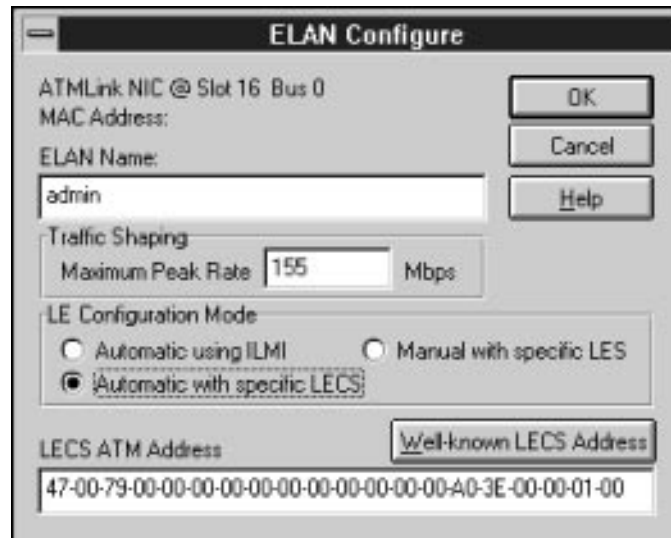 ELAN Configure
ATMLink NIC @ Slot 16 Bus 0
MAC Address:
OK
Cancel
Help
ELAN Name:
admin
Traffic Shaping
Maximum Peak Rate 155 Mbps
LE Configuration Mode
Automatic using ILMI
Manual with specific LES
Automatic with specific LECS
LECS ATM Address
Well-known LECS Address
47-00-79-00-00-00-00-00-00-00-00-00-00-A0-3E-00-00-01-00